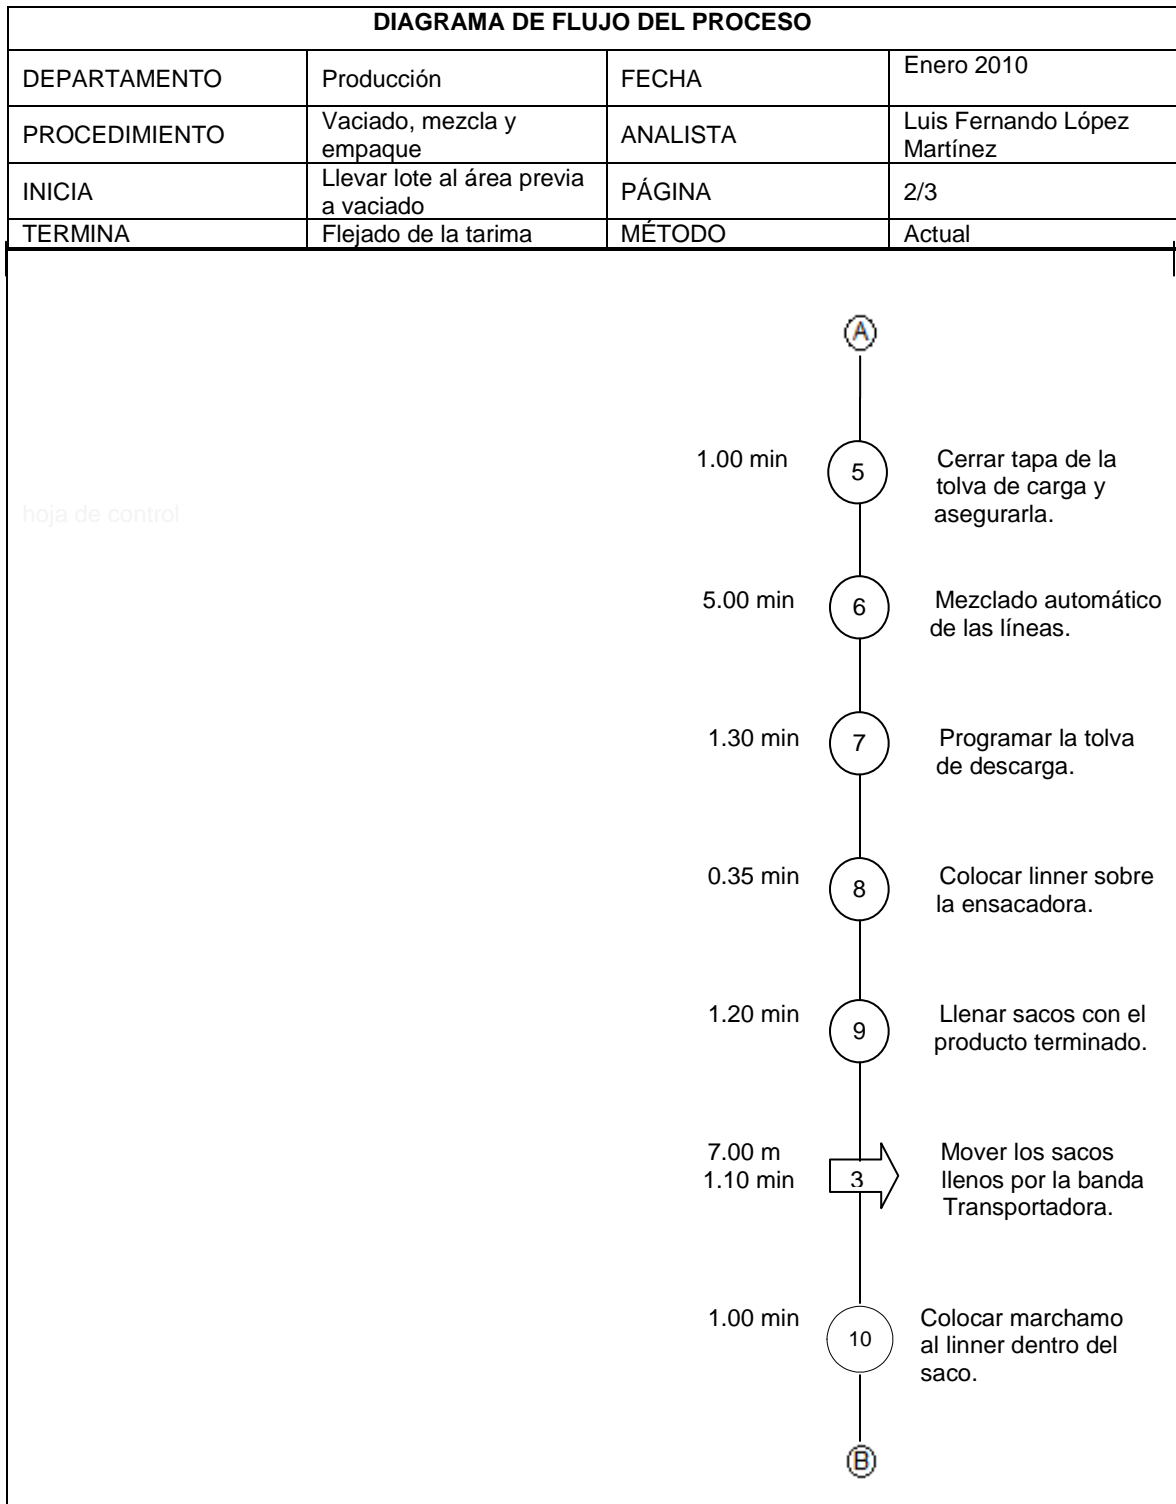 DIAGRAMA DE FLUJO DEL PROCESO
DEPARTAMENTO
Producción
FECHA
Enero 2010
PROCEDIMIENTO
Vaciado, mezcla y
empaque
ANALISTA
Luis Fernando López
Martínez
INICIA
Llevar lote al área previa
a vaciado
PÁGINA
2/3
TERMINA
Flejado de la tarima
MÉTODO
Actual
A
1.00 min
5
Cerrar tapa de la
tolva de carga y
asegurarla.
hoja de control
5.00 min
6
Mezclado automático
de las líneas.
1.30 min
7
Programar la tolva
de descarga.
0.35 min
8
Colocar linner sobre
la ensacadora.
1.20 min
9
Llenar sacos con el
producto terminado.
7.00 m
1.10 min
3
Mover los sacos
llenos por la banda
Transportadora.
1.00 min
10
Colocar marchamo
al linner dentro del
saco.
B